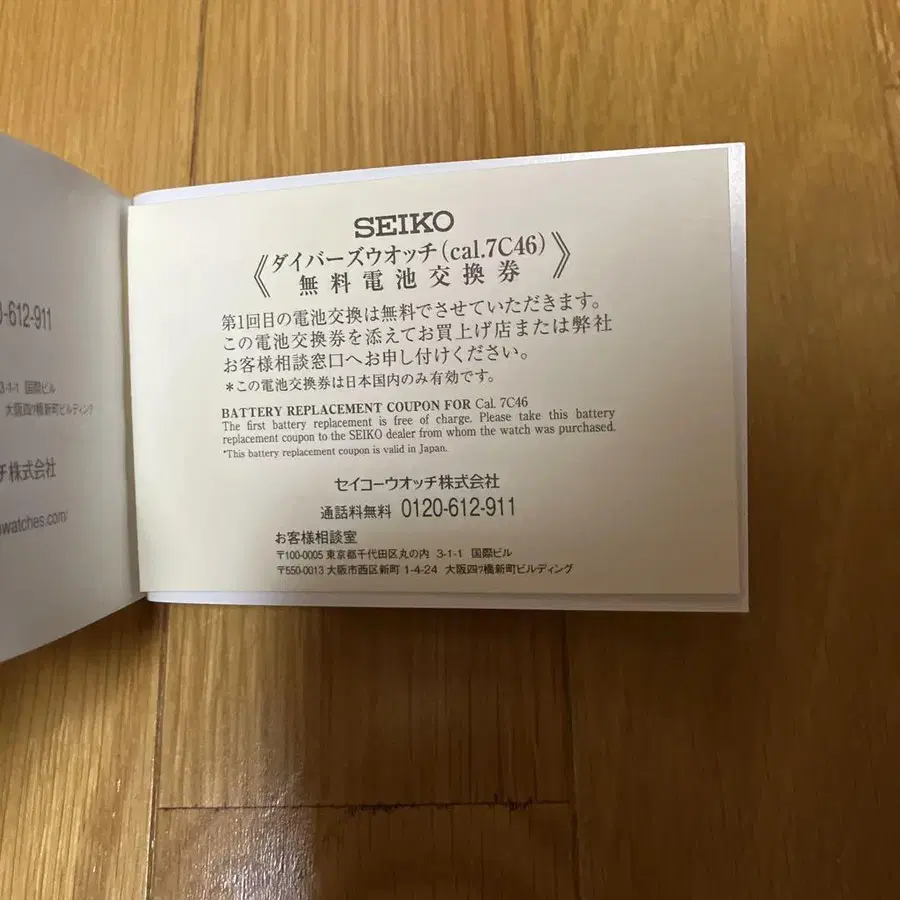 0-612-911
3-1-1 国際ビル
大阪四ツ橋新町ビルディング
チ株式会社
watches.com/
SEIKO
《ダイバーズウオッチ(cal.7C46)
無料電池交換券》
第1回目の電池交換は無料でさせていただきます。
この電池交換券を添えてお買上げ店または弊社
お客様相談窓口へお申し付けください。
*この電池交換券は日本国内のみ有効です。
BATTERY REPLACEMENT COUPON FOR Cal. 7C46
The first battery replacement is free of charge. Please take this battery
replacement coupon to the SEIKO dealer from whom the watch was purchased.
*This battery replacement coupon is valid in Japan.
セイコーウオッチ株式会社
通話料無料 0120-612-911
お客様相談室
〒100-0005 東京都千代田区丸の内 3-1-1 国際ビル
〒550-0013 大阪市西区新町 1-4-24 大阪四ツ橋新町ビルディング